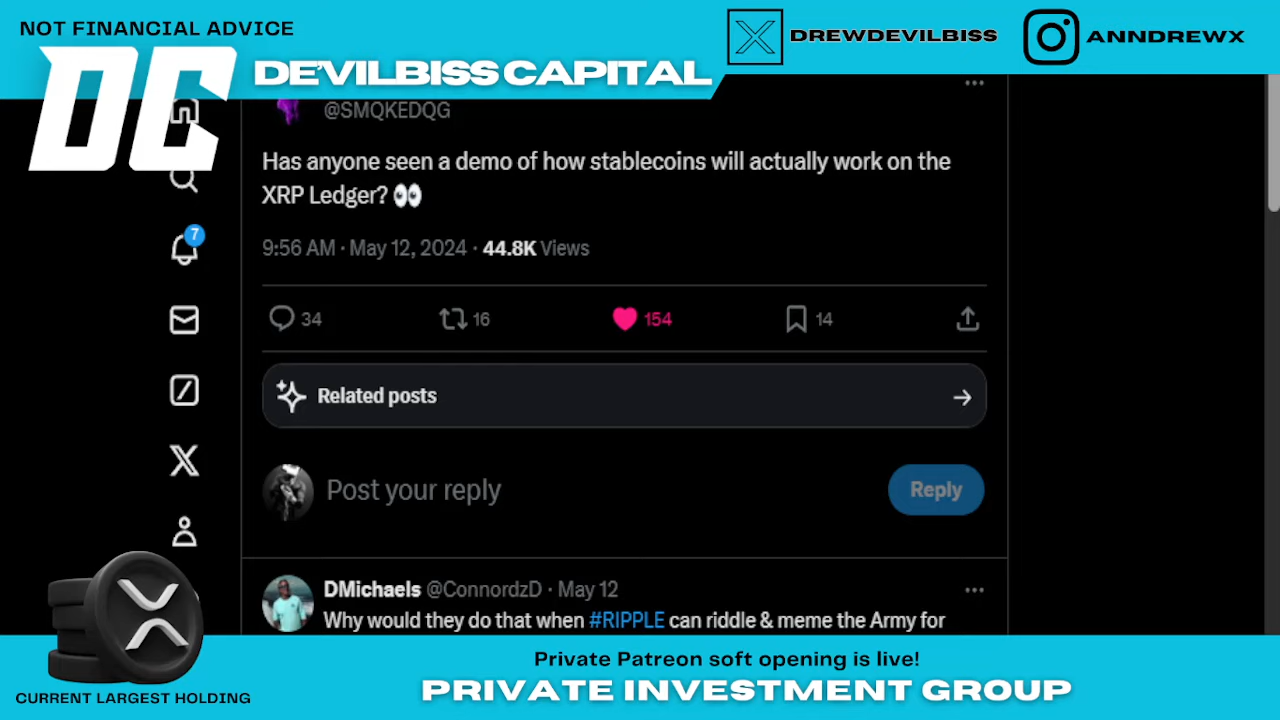 NOT FINANCIAL ADVICE
DC
DE'VILBISS CAPITAL
DREWDEVILBISS
ANNDREWX
@SMQKEDQG
Has anyone seen a demo of how stablecoins will actually work on the
XRP Ledger? 👀
9:56 AM · May 12, 2024 · 44.8K Views
34 16 154 14
7
Related posts
Post your reply
Reply
DMichaels @ConnordzD · May 12
Why would they do that when #RIPPLE can riddle & meme the Army for
CURRENT LARGEST HOLDING
Private Patreon soft opening is live!
PRIVATE INVESTMENT GROUP